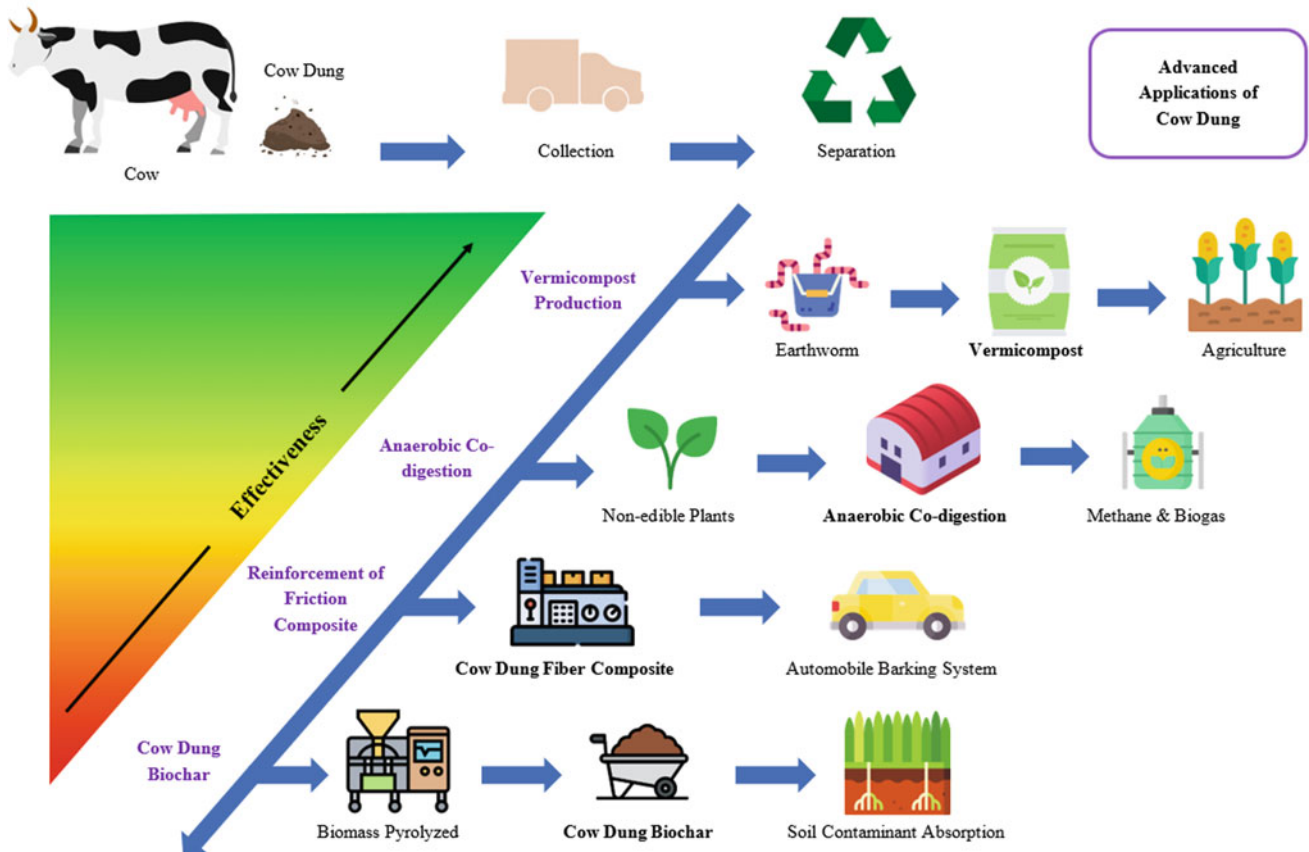 Cow Dung
Cow
Collection
Separation
Advanced
Applications of
Cow Dung
Effectiveness
Vermicompost
Production
Earthworm
Vermicompost
Agriculture
Anaerobic Co-
digestion
Non-edible Plants
Anaerobic Co-digestion
Methane & Biogas
Reinforcement of
Friction
Composite
Cow Dung Fiber Composite
Automobile Barking System
Cow Dung
Biochar
Biomass Pyrolyzed
Cow Dung Biochar
Soil Contaminant Absorption